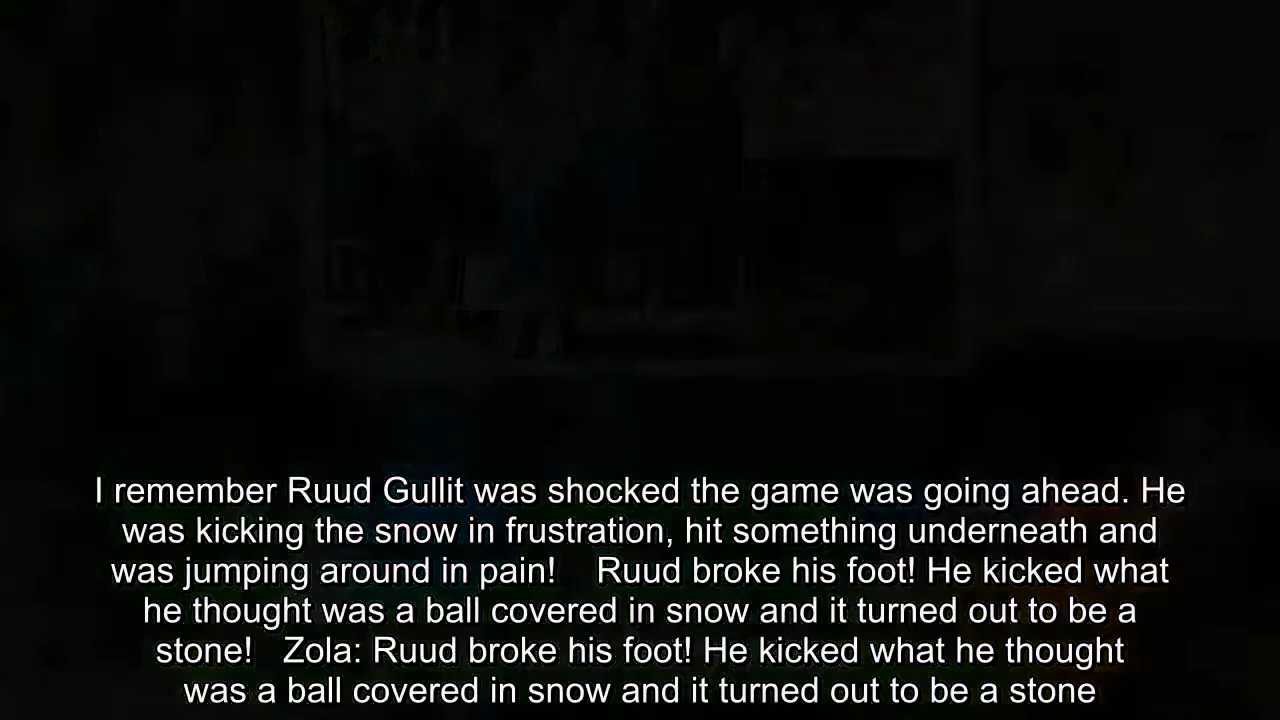 I remember Ruud Gullit was shocked the game was going ahead. He
was kicking the snow in frustration, hit something underneath and
was jumping around in pain!    Ruud broke his foot! He kicked what
he thought was a ball covered in snow and it turned out to be a
stone!   Zola: Ruud broke his foot! He kicked what he thought
was a ball covered in snow and it turned out to be a stone